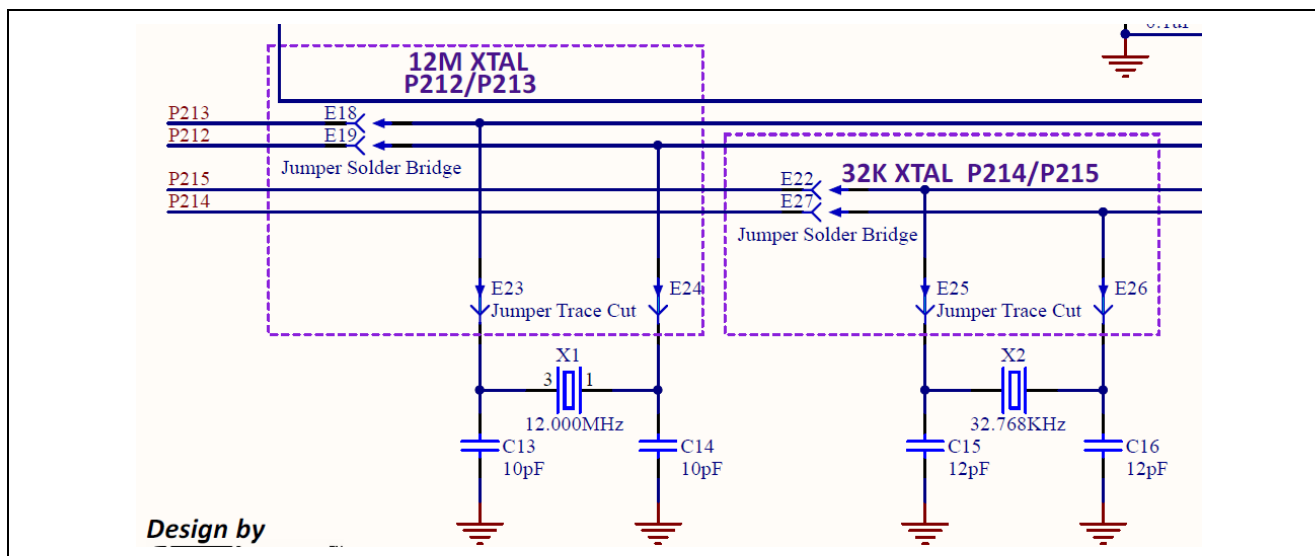 12M XTAL
P212/P213
P213
E18
P212
E19
Jumper Solder Bridge
P215
E22
32K XTAL P214/P215
P214
E27
Jumper Solder Bridge
E23
E24
Jumper Trace Cut
E25
E26
Jumper Trace Cut
X1
3
1
12.000MHz
X2
32.768KHz
C13
10pF
C14
10pF
C15
12pF
C16
12pF
Design by